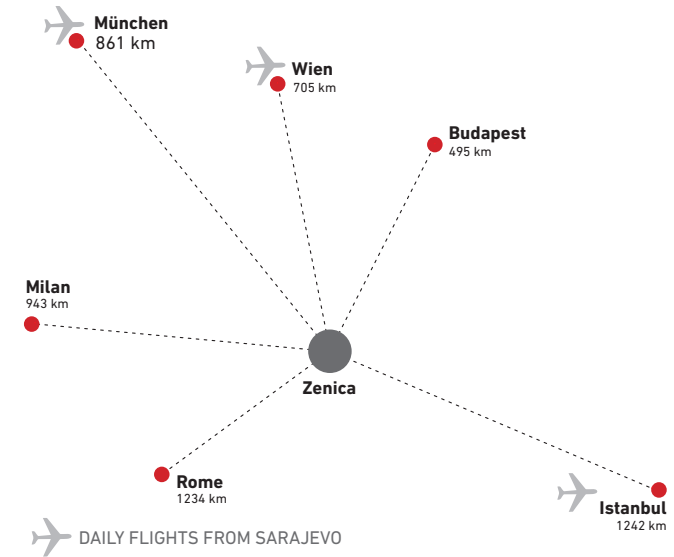 München
861 km
Wien
705 km
Budapest
495 km
Milan
943 km
Zenica
Rome
1234 km
Istanbul
1242 km
DAILY FLIGHTS FROM SARAJEVO